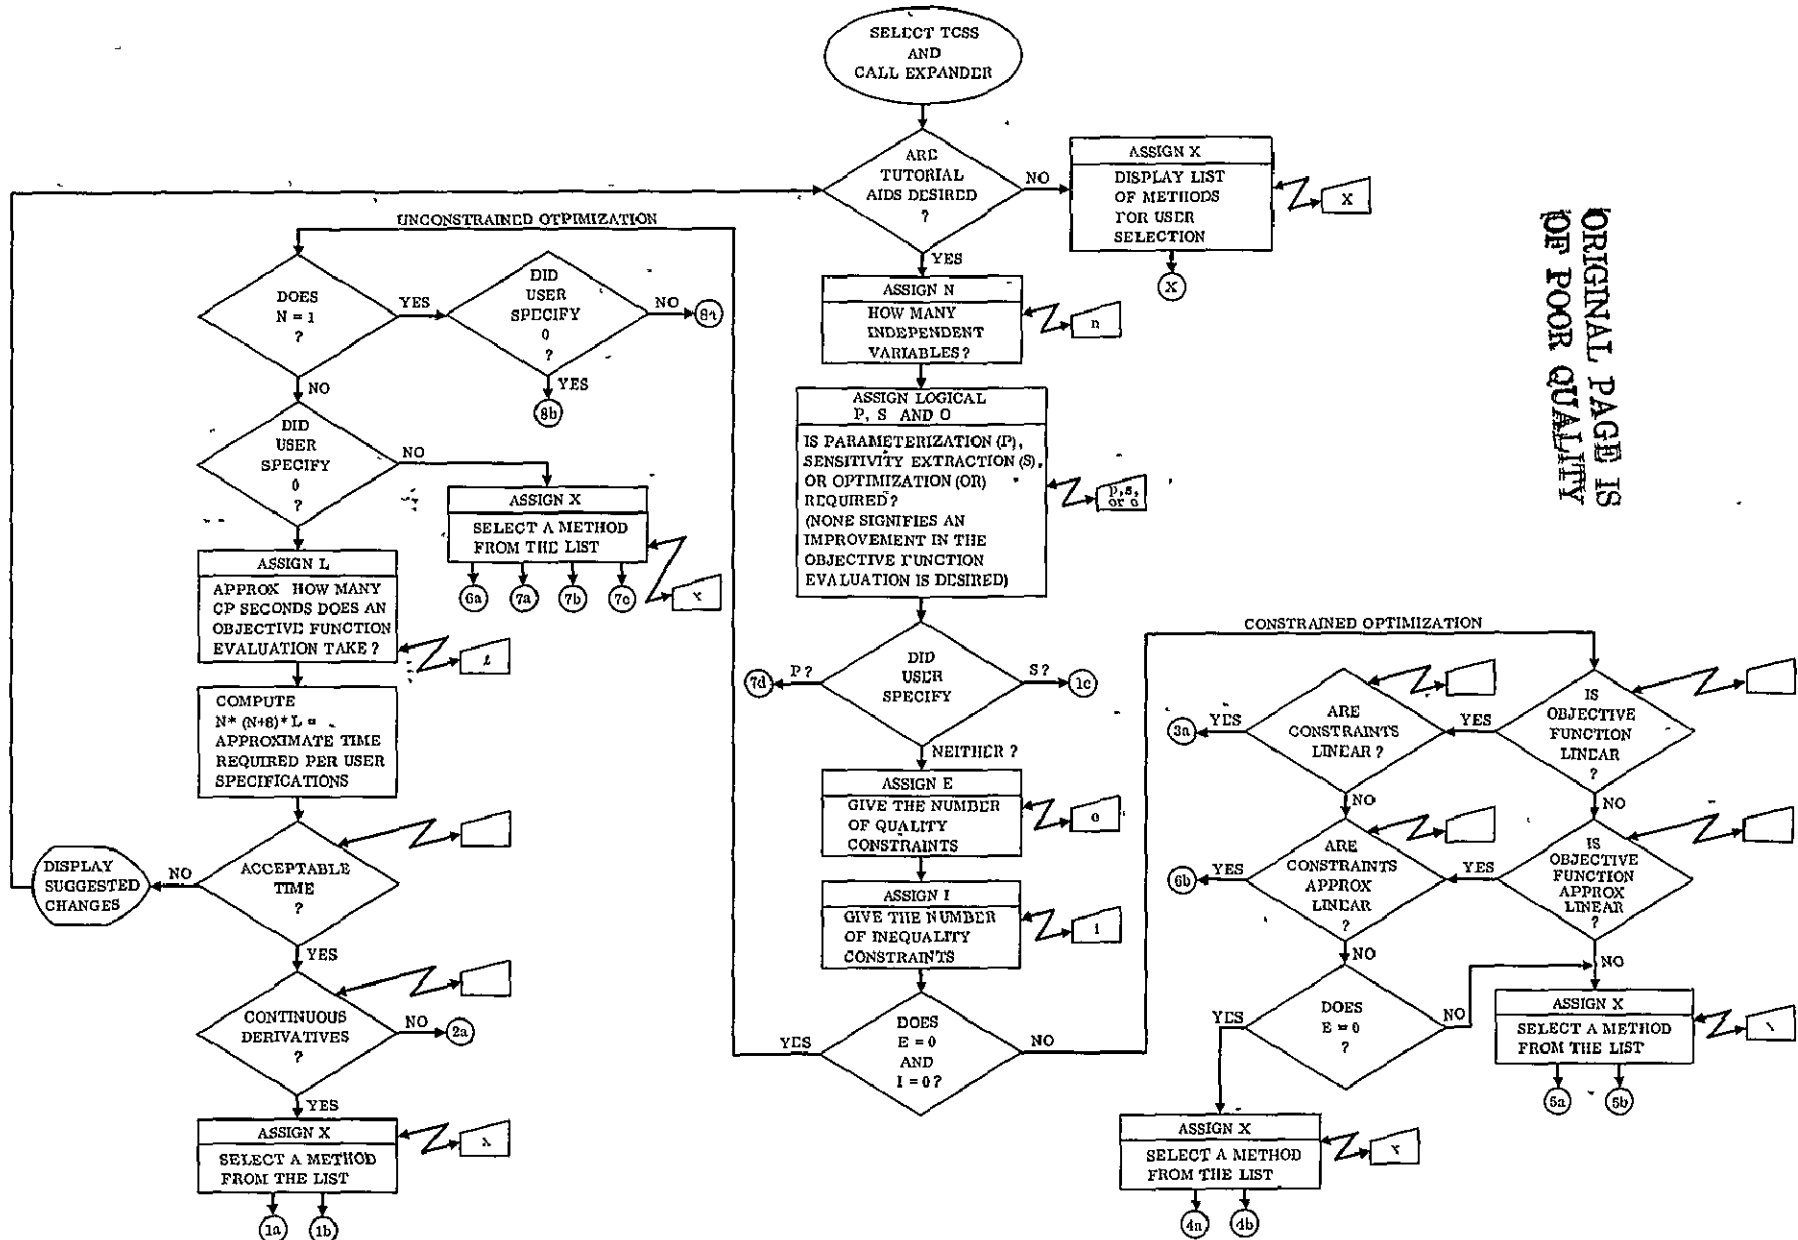 SELECT TCSS
AND
CALL EXPANDER
ARE
TUTORIAL
AIDS DESIRED
?
NO
ASSIGN X
DISPLAY LIST
OF METHODS
FOR USER
SELECTION
X
X
YES
ASSIGN N
HOW MANY
INDEPENDENT
VARIABLES?
n
ASSIGN LOGICAL
P, S AND O
IS PARAMETERIZATION (P),
SENSITIVITY EXTRACTION (S),
OR OPTIMIZATION (OR)
REQUIRED?
(NONE SIGNIFIES AN
IMPROVEMENT IN THE
OBJECTIVE FUNCTION
EVALUATION IS DESIRED)
p, s,
or o
DID
USER
SPECIFY
P?
7d
S?
1c
NEITHER?
ASSIGN E
GIVE THE NUMBER
OF QUALITY
CONSTRAINTS
ASSIGN I
GIVE THE NUMBER
OF INEQUALITY
CONSTRAINTS
DOES
E = 0
AND
I = 0?
YES
NO
UNCONSTRAINED OTPIMIZATION
DOES
N = 1
?
YES
DID
USER
SPECIFY
0
?
NO
YES
8b
NO
DID
USER
SPECIFY
0
?
NO
ASSIGN X
SELECT A METHOD
FROM THE LIST
6a
7a
7b
7c
x
ASSIGN L
APPROX HOW MANY
CP SECONDS DOES AN
OBJECTIVE FUNCTION
EVALUATION TAKE?
ℓ
COMPUTE
N* (N+8)* L =
APPROXIMATE TIME
REQUIRED PER USER
SPECIFICATIONS
ACCEPTABLE
TIME
?
NO
DISPLAY
SUGGESTED
CHANGES
YES
CONTINUOUS
DERIVATIVES
?
NO
2a
YES
ASSIGN X
SELECT A METHOD
FROM THE LIST
1a
1b
CONSTRAINED OPTIMIZATION
IS
OBJECTIVE
FUNCTION
LINEAR
?
YES
ARE
CONSTRAINTS
LINEAR?
YES
3a
NO
NO
IS
OBJECTIVE
FUNCTION
APPROX
LINEAR
?
YES
ARE
CONSTRAINTS
APPROX
LINEAR
?
YES
6b
NO
NO
DOES
E = 0
?
YES
NO
ASSIGN X
SELECT A METHOD
FROM THE LIST
5a
5b
ASSIGN X
SELECT A METHOD
FROM THE LIST
4a
4b
ORIGINAL PAGE IS
OF POOR QUALITY